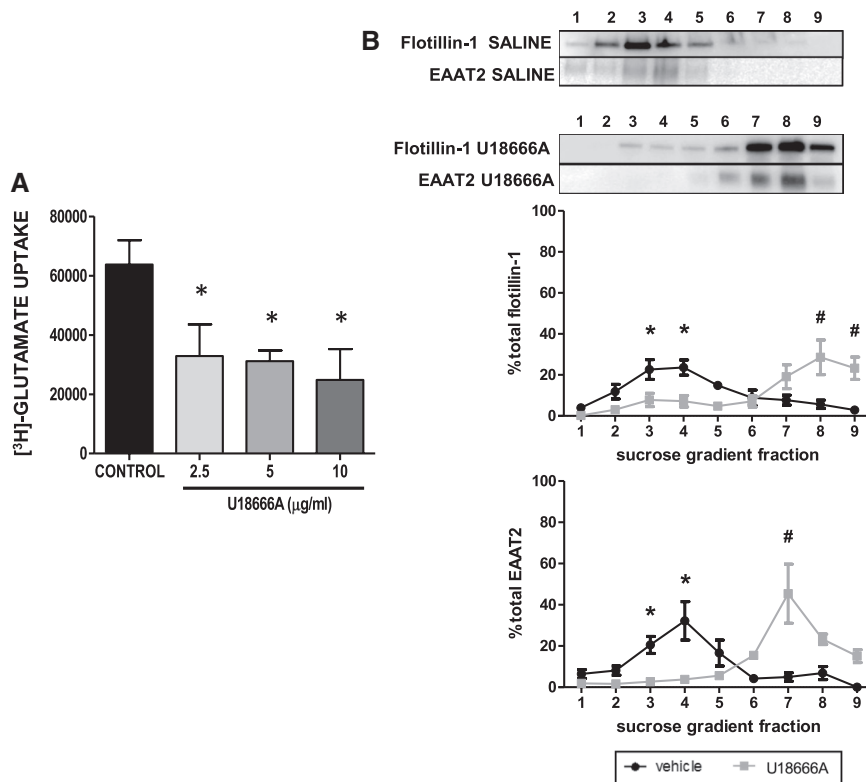 B
1 2 3 4 5 6 7 8 9
Flotillin-1 SALINE
EAAT2 SALINE
1 2 3 4 5 6 7 8 9
Flotillin-1 U18666A
EAAT2 U18666A
A
[³H]-GLUTAMATE UPTAKE
80000
60000
40000
20000
0
* * *
CONTROL 2.5 5 10
U18666A (µg/ml)
%total flotillin-1
100
80
60
40
20
0
* * # #
1 2 3 4 5 6 7 8 9
sucrose gradient fraction
%total EAAT2
100
80
60
40
20
0
* * #
1 2 3 4 5 6 7 8 9
sucrose gradient fraction
vehicle U18666A